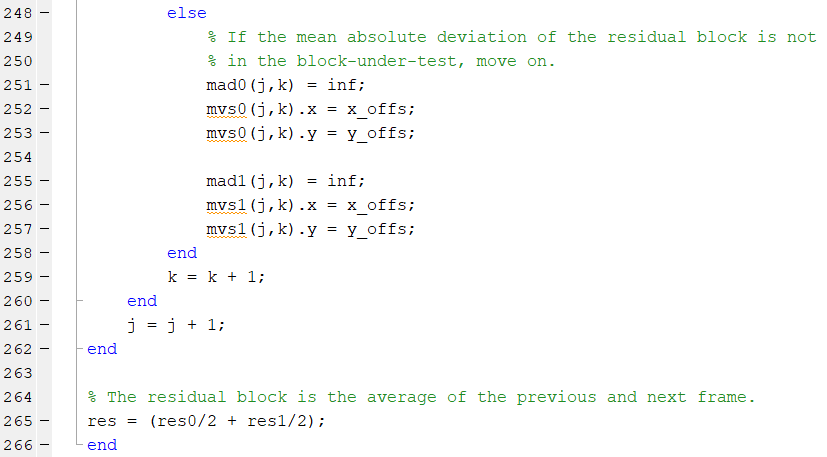 248 – else
249 % If the mean absolute deviation of the residual block is not
250 % in the block-under-test, move on.
251 – mad0(j,k) = inf;
252 – mvs0(j,k).x = x_offs;
253 – mvs0(j,k).y = y_offs;
254
255 – mad1(j,k) = inf;
256 – mvs1(j,k).x = x_offs;
257 – mvs1(j,k).y = y_offs;
258 – end
259 – k = k + 1;
260 – end
261 – j = j + 1;
262 – end
263
264 % The residual block is the average of the previous and next frame.
265 – res = (res0/2 + res1/2);
266 – end